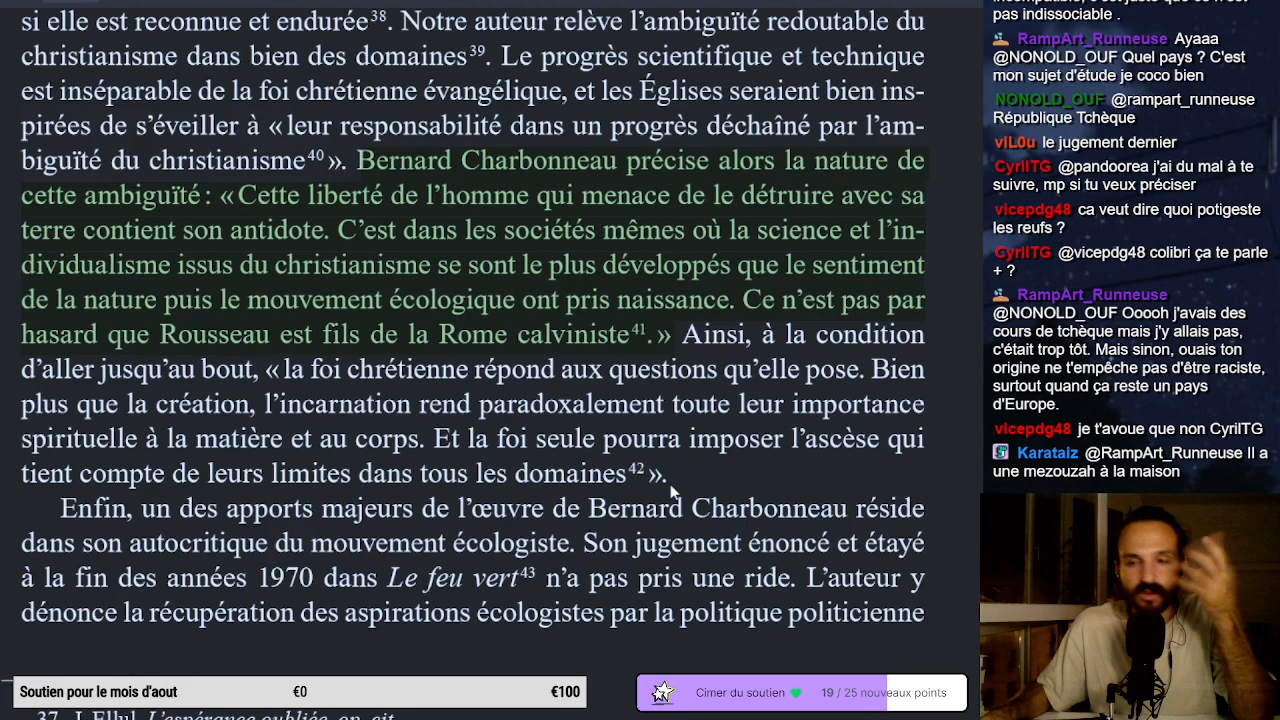 si elle est reconnue et endurée³⁸. Notre auteur relève l’ambiguïté redoutable du
christianisme dans bien des domaines³⁹. Le progrès scientifique et technique
est inséparable de la foi chrétienne évangélique, et les Églises seraient bien ins-
pirées de s’éveiller à « leur responsabilité dans un progrès déchaîné par l’am-
biguïté du christianisme⁴⁰ ». Bernard Charbonneau précise alors la nature de
cette ambiguïté : « Cette liberté de l’homme qui menace de le détruire avec sa
terre contient son antidote. C’est dans les sociétés mêmes où la science et l’in-
dividualisme issus du christianisme se sont le plus développés que le sentiment
de la nature puis le mouvement écologique ont pris naissance. Ce n’est pas par
hasard que Rousseau est fils de la Rome calviniste⁴¹. » Ainsi, à la condition
d’aller jusqu’au bout, « la foi chrétienne répond aux questions qu’elle pose. Bien
plus que la création, l’incarnation rend paradoxalement toute leur importance
spirituelle à la matière et au corps. Et la foi seule pourra imposer l’ascèse qui
tient compte de leurs limites dans tous les domaines⁴² ».
Enfin, un des apports majeurs de l’œuvre de Bernard Charbonneau réside
dans son autocritique du mouvement écologiste. Son jugement énoncé et étayé
à la fin des années 1970 dans Le feu vert⁴³ n’a pas pris une ride. L’auteur y
dénonce la récupération des aspirations écologistes par la politique politicienne
37. J. Ellul, L’espérance oubliée, op. cit.
pas indissociable .
RampArt_Runneuse Ayaaa
@NONOLD_OUF Quel pays ? C'est
mon sujet d'étude je coco bien
NONOLD_OUF @rampart_runneuse
République Tchèque
viL0u le jugement dernier
CyrilTG @pandoorea j'ai du mal à te
suivre, mp si tu veux préciser
vicepdg48 ca veut dire quoi potigeste
les reufs ?
CyrilTG @vicepdg48 colibri ça te parle
+ ?
RampArt_Runneuse
@NONOLD_OUF Ooooh j'avais des
cours de tchèque mais j'y allais pas,
c'était trop tôt. Mais sinon, ouais ton
origine ne t'empêche pas d'être raciste,
surtout quand ça reste un pays
d'Europe.
vicepdg48 je t'avoue que non CyrilTG
Karataiz @RampArt_Runneuse Il a
une mezouzah à la maison
Soutien pour le mois d'aout €0 €100
Cimer du soutien 19 / 25 nouveaux points